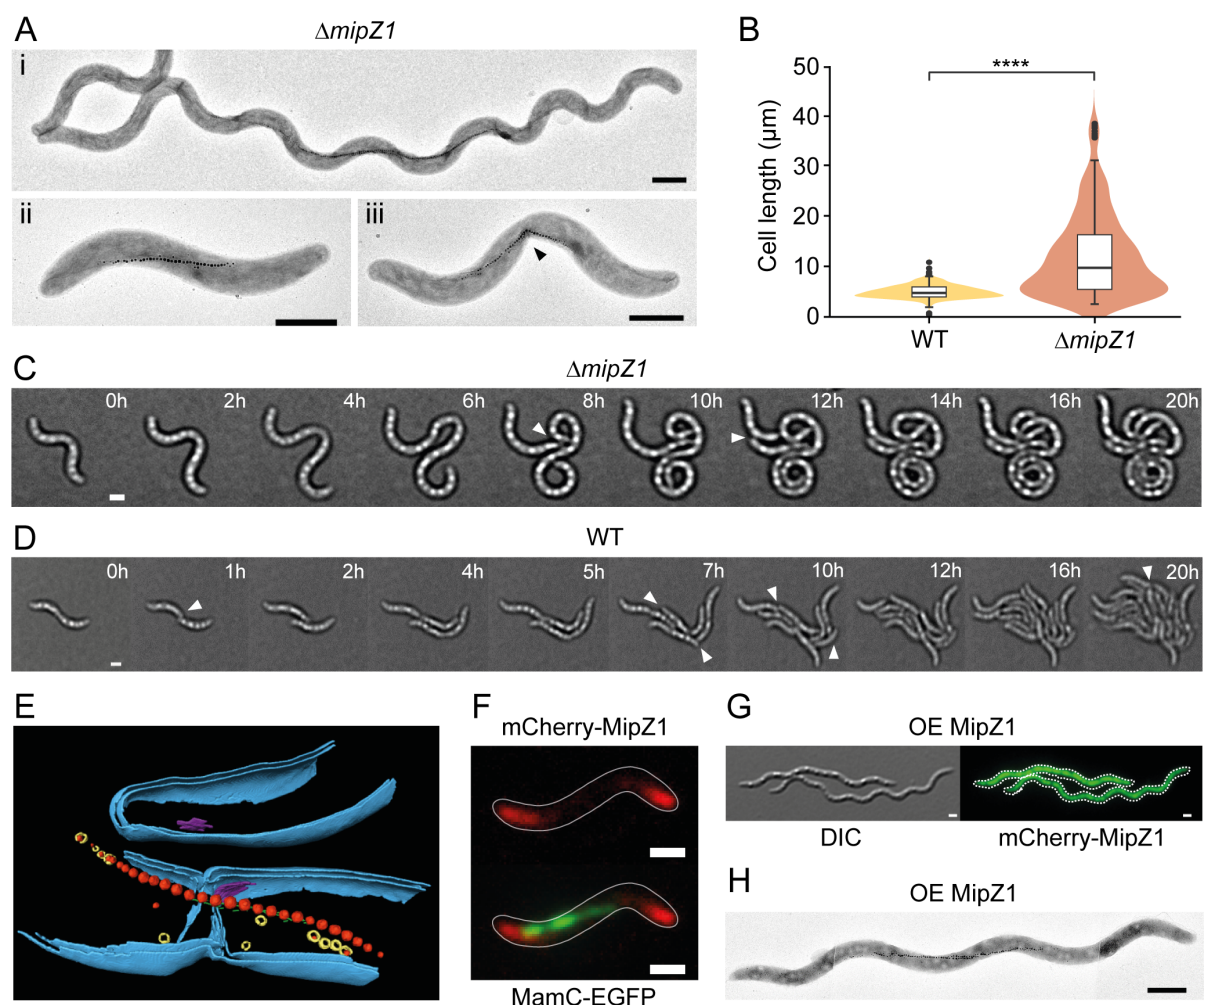 A
ΔmipZ1
i
ii
iii
B
****
Cell length (µm)
50
40
30
20
10
0
WT
ΔmipZ1
C
ΔmipZ1
0h 2h 4h 6h 8h 10h 12h 14h 16h 20h
D
WT
0h 1h 2h 4h 5h 7h 10h 12h 16h 20h
E
F
mCherry-MipZ1
MamC-EGFP
G
OE MipZ1
DIC
mCherry-MipZ1
H
OE MipZ1